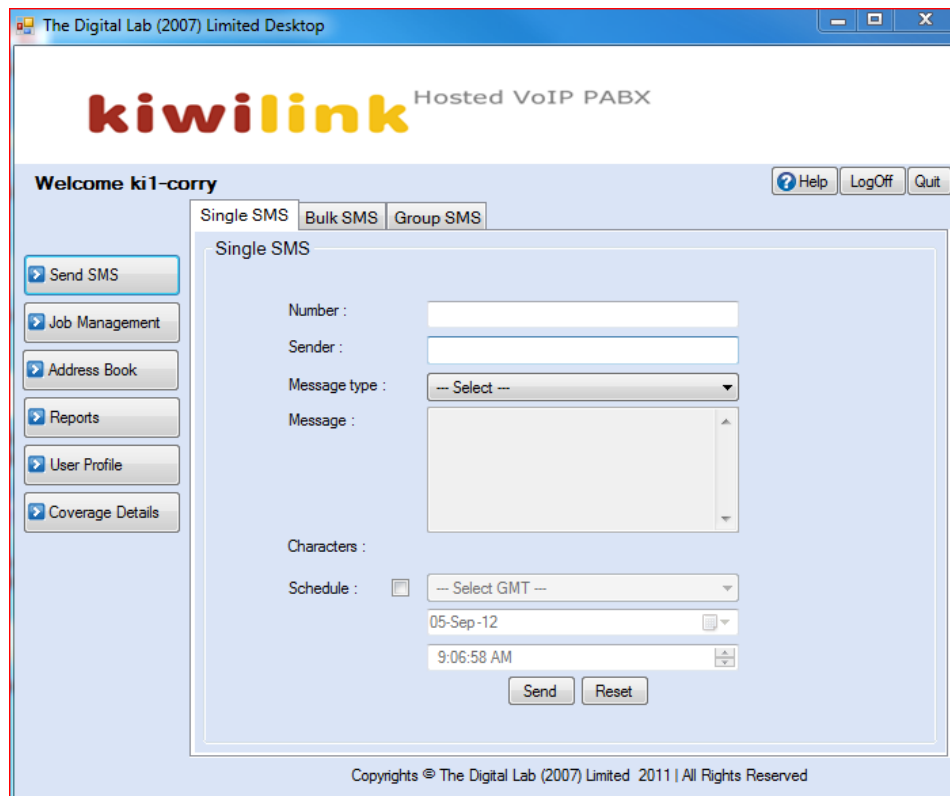 The Digital Lab (2007) Limited Desktop
kiwilink Hosted VoIP PABX
Welcome ki1-corry
Help LogOff Quit
Single SMS Bulk SMS Group SMS
Send SMS
Job Management
Address Book
Reports
User Profile
Coverage Details
Single SMS
Number :
Sender :
Message type : --- Select ---
Message :
Characters :
Schedule : --- Select GMT ---
05-Sep-12
9:06:58 AM
Send Reset
Copyrights © The Digital Lab (2007) Limited 2011 | All Rights Reserved